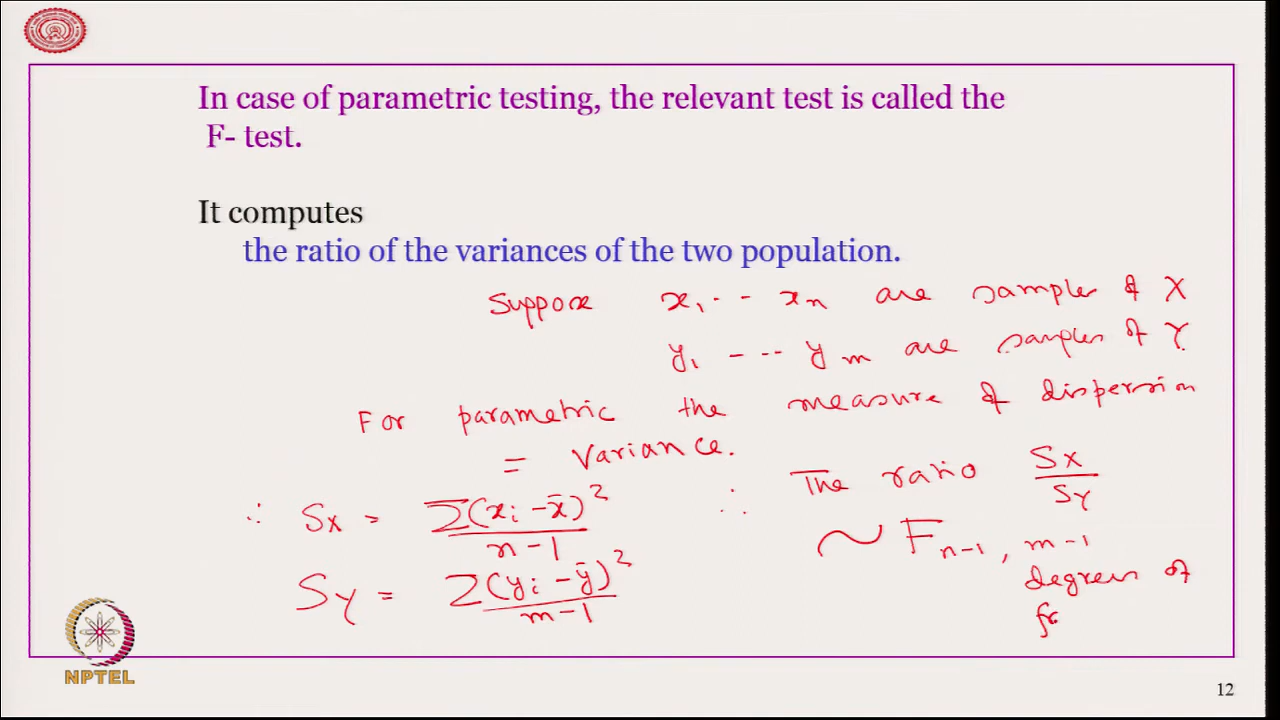 In case of parametric testing, the relevant test is called the
F- test.
It computes
the ratio of the variances of the two population.
Suppose x₁ - - xₙ are samples of X
y₁ - - -- yₘ are samples of Y
For parametric the measure of dispersion
= Variance.
∴ Sx = Σ(xᵢ - x̄)² / n-1
∴ The ratio Sx / SY
~ F n-1, m-1
degrees of
fr
SY = Σ(yᵢ - ȳ)² / m-1
NPTEL
12